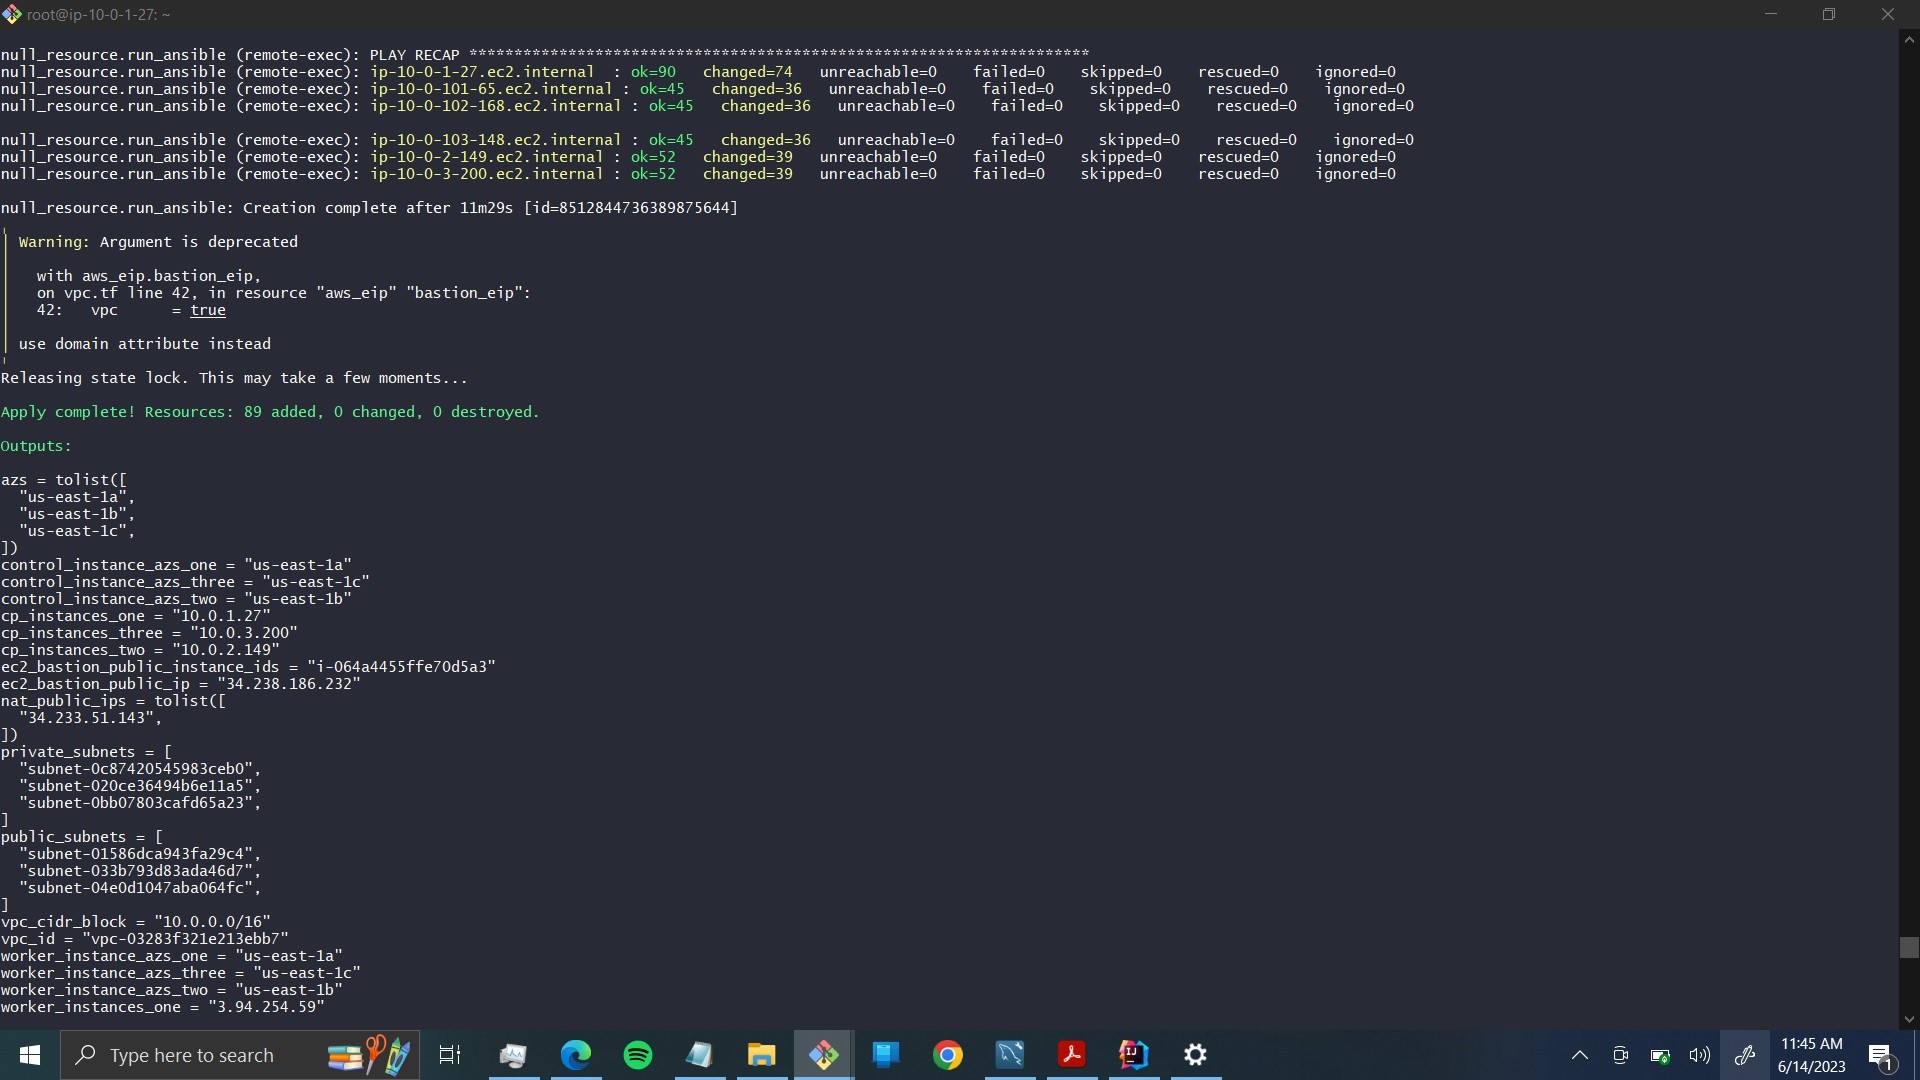 root@ip-10-0-1-27: ~
null_resource.run_ansible (remote-exec): PLAY RECAP *********************************************************************
null_resource.run_ansible (remote-exec): ip-10-0-1-27.ec2.internal  : ok=90   changed=74   unreachable=0    failed=0    skipped=0    rescued=0    ignored=0
null_resource.run_ansible (remote-exec): ip-10-0-101-65.ec2.internal : ok=45   changed=36   unreachable=0    failed=0    skipped=0    rescued=0    ignored=0
null_resource.run_ansible (remote-exec): ip-10-0-102-168.ec2.internal : ok=45   changed=36   unreachable=0    failed=0    skipped=0    rescued=0    ignored=0
null_resource.run_ansible (remote-exec): ip-10-0-103-148.ec2.internal : ok=45   changed=36   unreachable=0    failed=0    skipped=0    rescued=0    ignored=0
null_resource.run_ansible (remote-exec): ip-10-0-2-149.ec2.internal : ok=52   changed=39   unreachable=0    failed=0    skipped=0    rescued=0    ignored=0
null_resource.run_ansible (remote-exec): ip-10-0-3-200.ec2.internal : ok=52   changed=39   unreachable=0    failed=0    skipped=0    rescued=0    ignored=0
null_resource.run_ansible: Creation complete after 11m29s [id=8512844736389875644]
Warning: Argument is deprecated
with aws_eip.bastion_eip,
on vpc.tf line 42, in resource "aws_eip" "bastion_eip":
42:   vpc      = true
use domain attribute instead
Releasing state lock. This may take a few moments...
Apply complete! Resources: 89 added, 0 changed, 0 destroyed.
Outputs:
azs = tolist([
"us-east-1a",
"us-east-1b",
"us-east-1c",
])
control_instance_azs_one = "us-east-1a"
control_instance_azs_three = "us-east-1c"
control_instance_azs_two = "us-east-1b"
cp_instances_one = "10.0.1.27"
cp_instances_three = "10.0.3.200"
cp_instances_two = "10.0.2.149"
ec2_bastion_public_instance_ids = "i-064a4455ffe70d5a3"
ec2_bastion_public_ip = "34.238.186.232"
nat_public_ips = tolist([
"34.233.51.143",
])
private_subnets = [
"subnet-0c87420545983ceb0",
"subnet-020ce36494b6e11a5",
"subnet-0bb07803cafd65a23",
]
public_subnets = [
"subnet-01586dca943fa29c4",
"subnet-033b793d83ada46d7",
"subnet-04e0d1047aba064fc",
]
vpc_cidr_block = "10.0.0.0/16"
vpc_id = "vpc-03283f321e213ebb7"
worker_instance_azs_one = "us-east-1a"
worker_instance_azs_three = "us-east-1c"
worker_instance_azs_two = "us-east-1b"
worker_instances_one = "3.94.254.59"
Type here to search
IJ
11:45 AM
6/14/2023
1